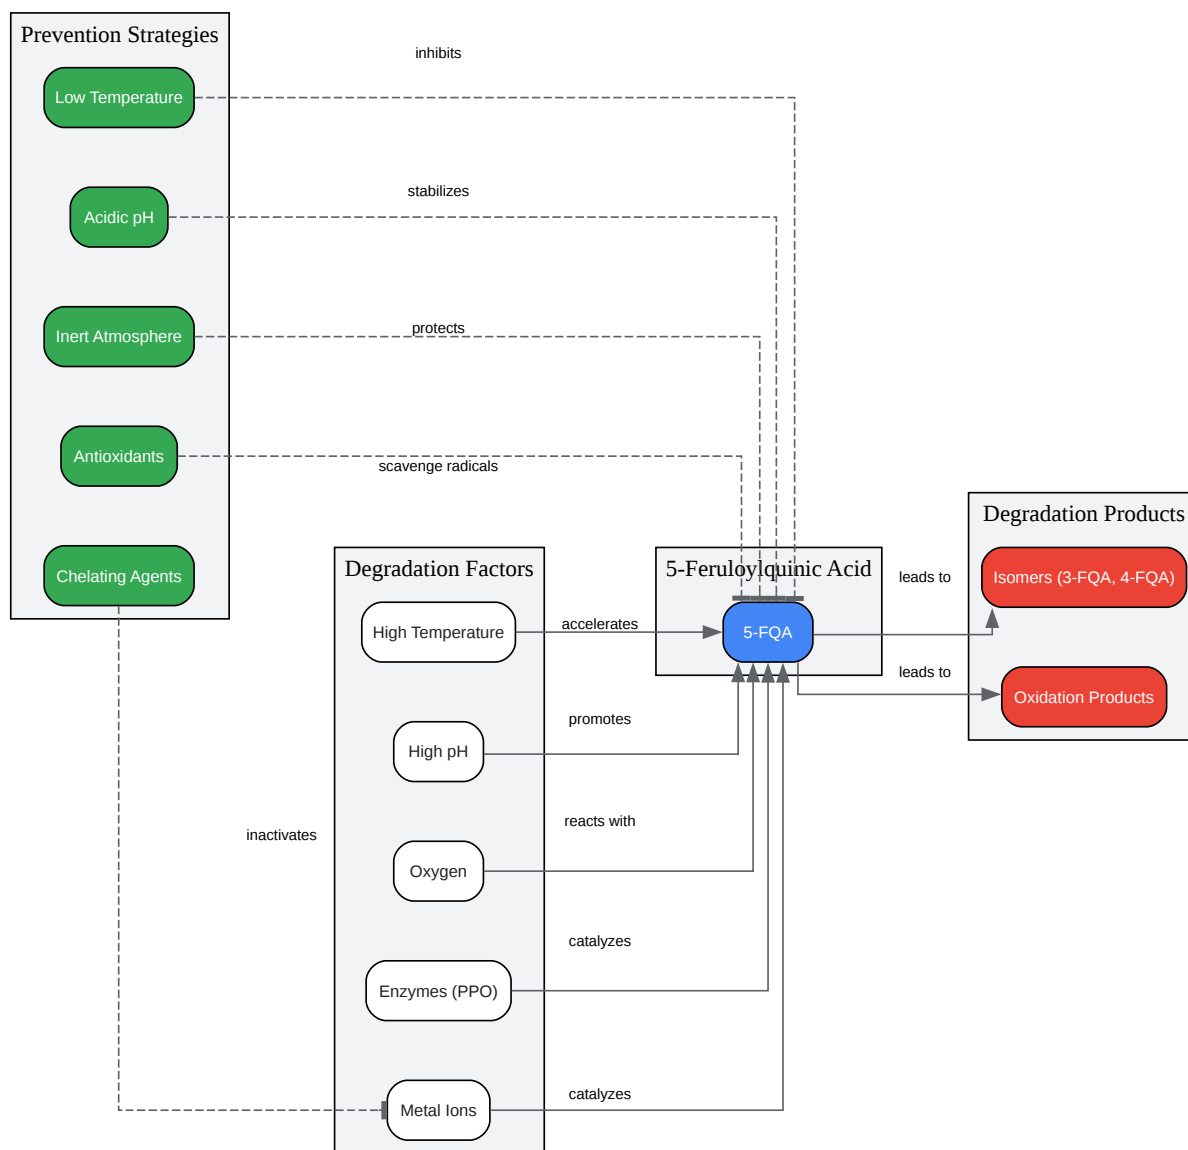 Prevention Strategies
Low Temperature
inhibits
Acidic pH
stabilizes
Inert Atmosphere
protects
Antioxidants
scavenge radicals
Chelating Agents
inactivates
Degradation Factors
High Temperature
accelerates
High pH
promotes
Oxygen
reacts with
Enzymes (PPO)
catalyzes
Metal Ions
catalyzes
5-Feruloylquinic Acid
5-FQA
leads to
leads to
Degradation Products
Isomers (3-FQA, 4-FQA)
Oxidation Products